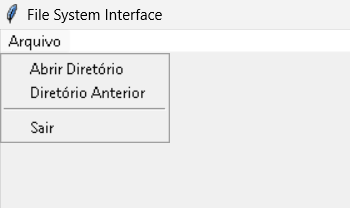 File System Interface
Arquivo
Abrir Diretório
Diretório Anterior
Sair